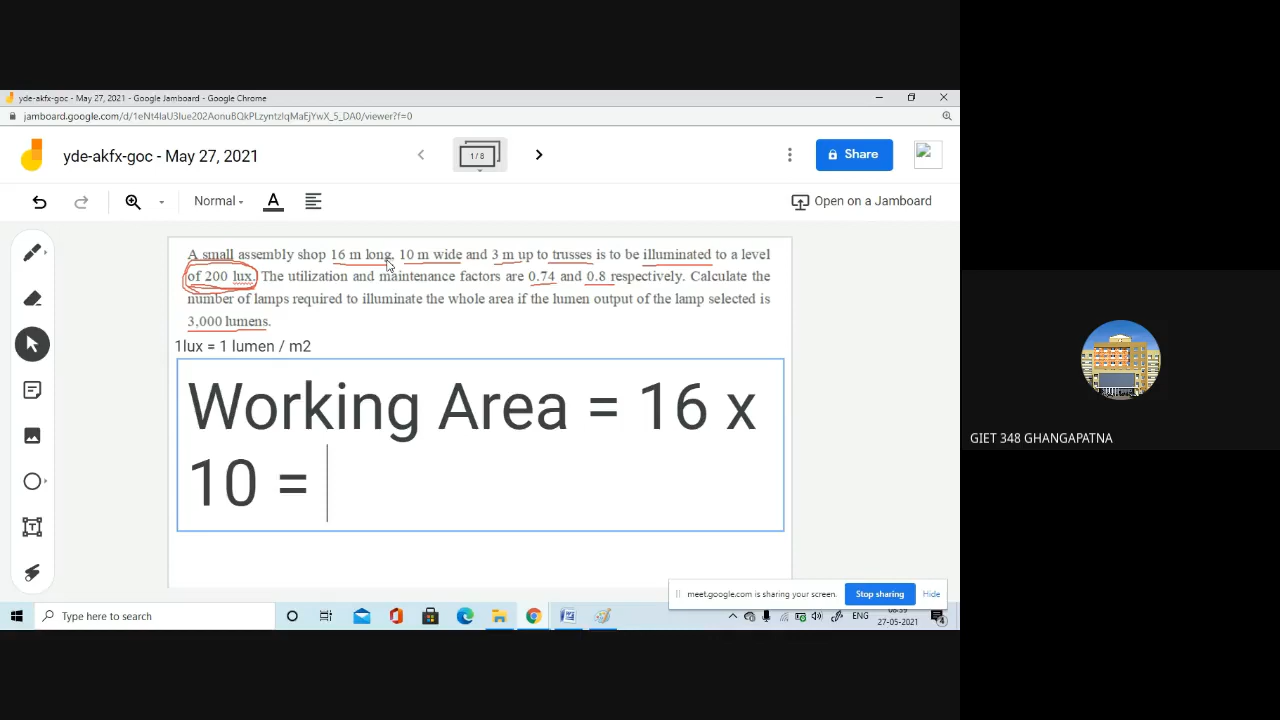 yde-akfx-goc - May 27, 2021 - Google Jamboard - Google Chrome
jamboard.google.com/d/1eNt4laU3Iue202AonuBQkPLzyntzIqMaEjYwX_5_DA0/viewer?f=0
yde-akfx-goc - May 27, 2021
1/8
Share
Normal
A
Open on a Jamboard
A small assembly shop 16 m long, 10 m wide and 3 m up to trusses is to be illuminated to a level
of 200 lux. The utilization and maintenance factors are 0.74 and 0.8 respectively. Calculate the
number of lamps required to illuminate the whole area if the lumen output of the lamp selected is
3,000 lumens.
1lux = 1 lumen / m2
Working Area = 16 x
10 =
GIET 348 GHANGAPATNA
meet.google.com is sharing your screen.
Stop sharing
Hide
Type here to search
ENG
27-05-2021
4